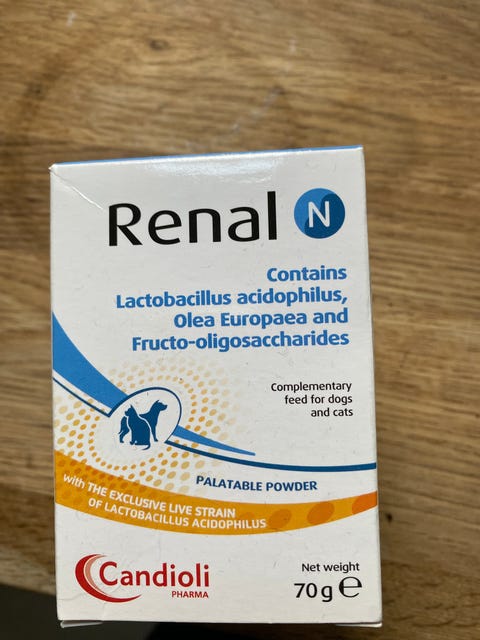 Renal N
Contains
Lactobacillus acidophilus,
Olea Europaea and
Fructo-oligosaccharides
Complementary
feed for dogs
and cats
PALATABLE POWDER
with THE EXCLUSIVE LIVE STRAIN
OF LACTOBACILLUS ACIDOPHILUS
Candioli
PHARMA
Net weight
70 g ℮